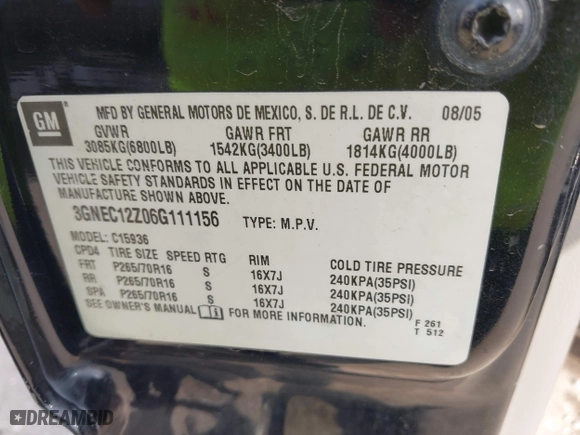 GM
MFD BY GENERAL MOTORS DE MEXICO, S. DE R.L. DE C.V. 08/05
GVWR GAWR FRT GAWR RR
3085KG(6800LB) 1542KG(3400LB) 1814KG(4000LB)
THIS VEHICLE CONFORMS TO ALL APPLICABLE U.S. FEDERAL MOTOR
VEHICLE SAFETY STANDARDS IN EFFECT ON THE DATE OF
MANUFACTURE SHOWN ABOVE.
3GNEC12Z06G111156 TYPE: M.P.V.
MODEL: C15936
CPD4 TIRE SIZE SPEED RTG RIM COLD TIRE PRESSURE
FRT P265/70R16 S 16X7J 240KPA(35PSI)
RR P265/70R16 S 16X7J 240KPA(35PSI)
SPA P265/70R16 S 16X7J 240KPA(35PSI)
SEE OWNER'S MANUAL FOR MORE INFORMATION.
F 261
T 512
AUTOHELPERBOT.COM